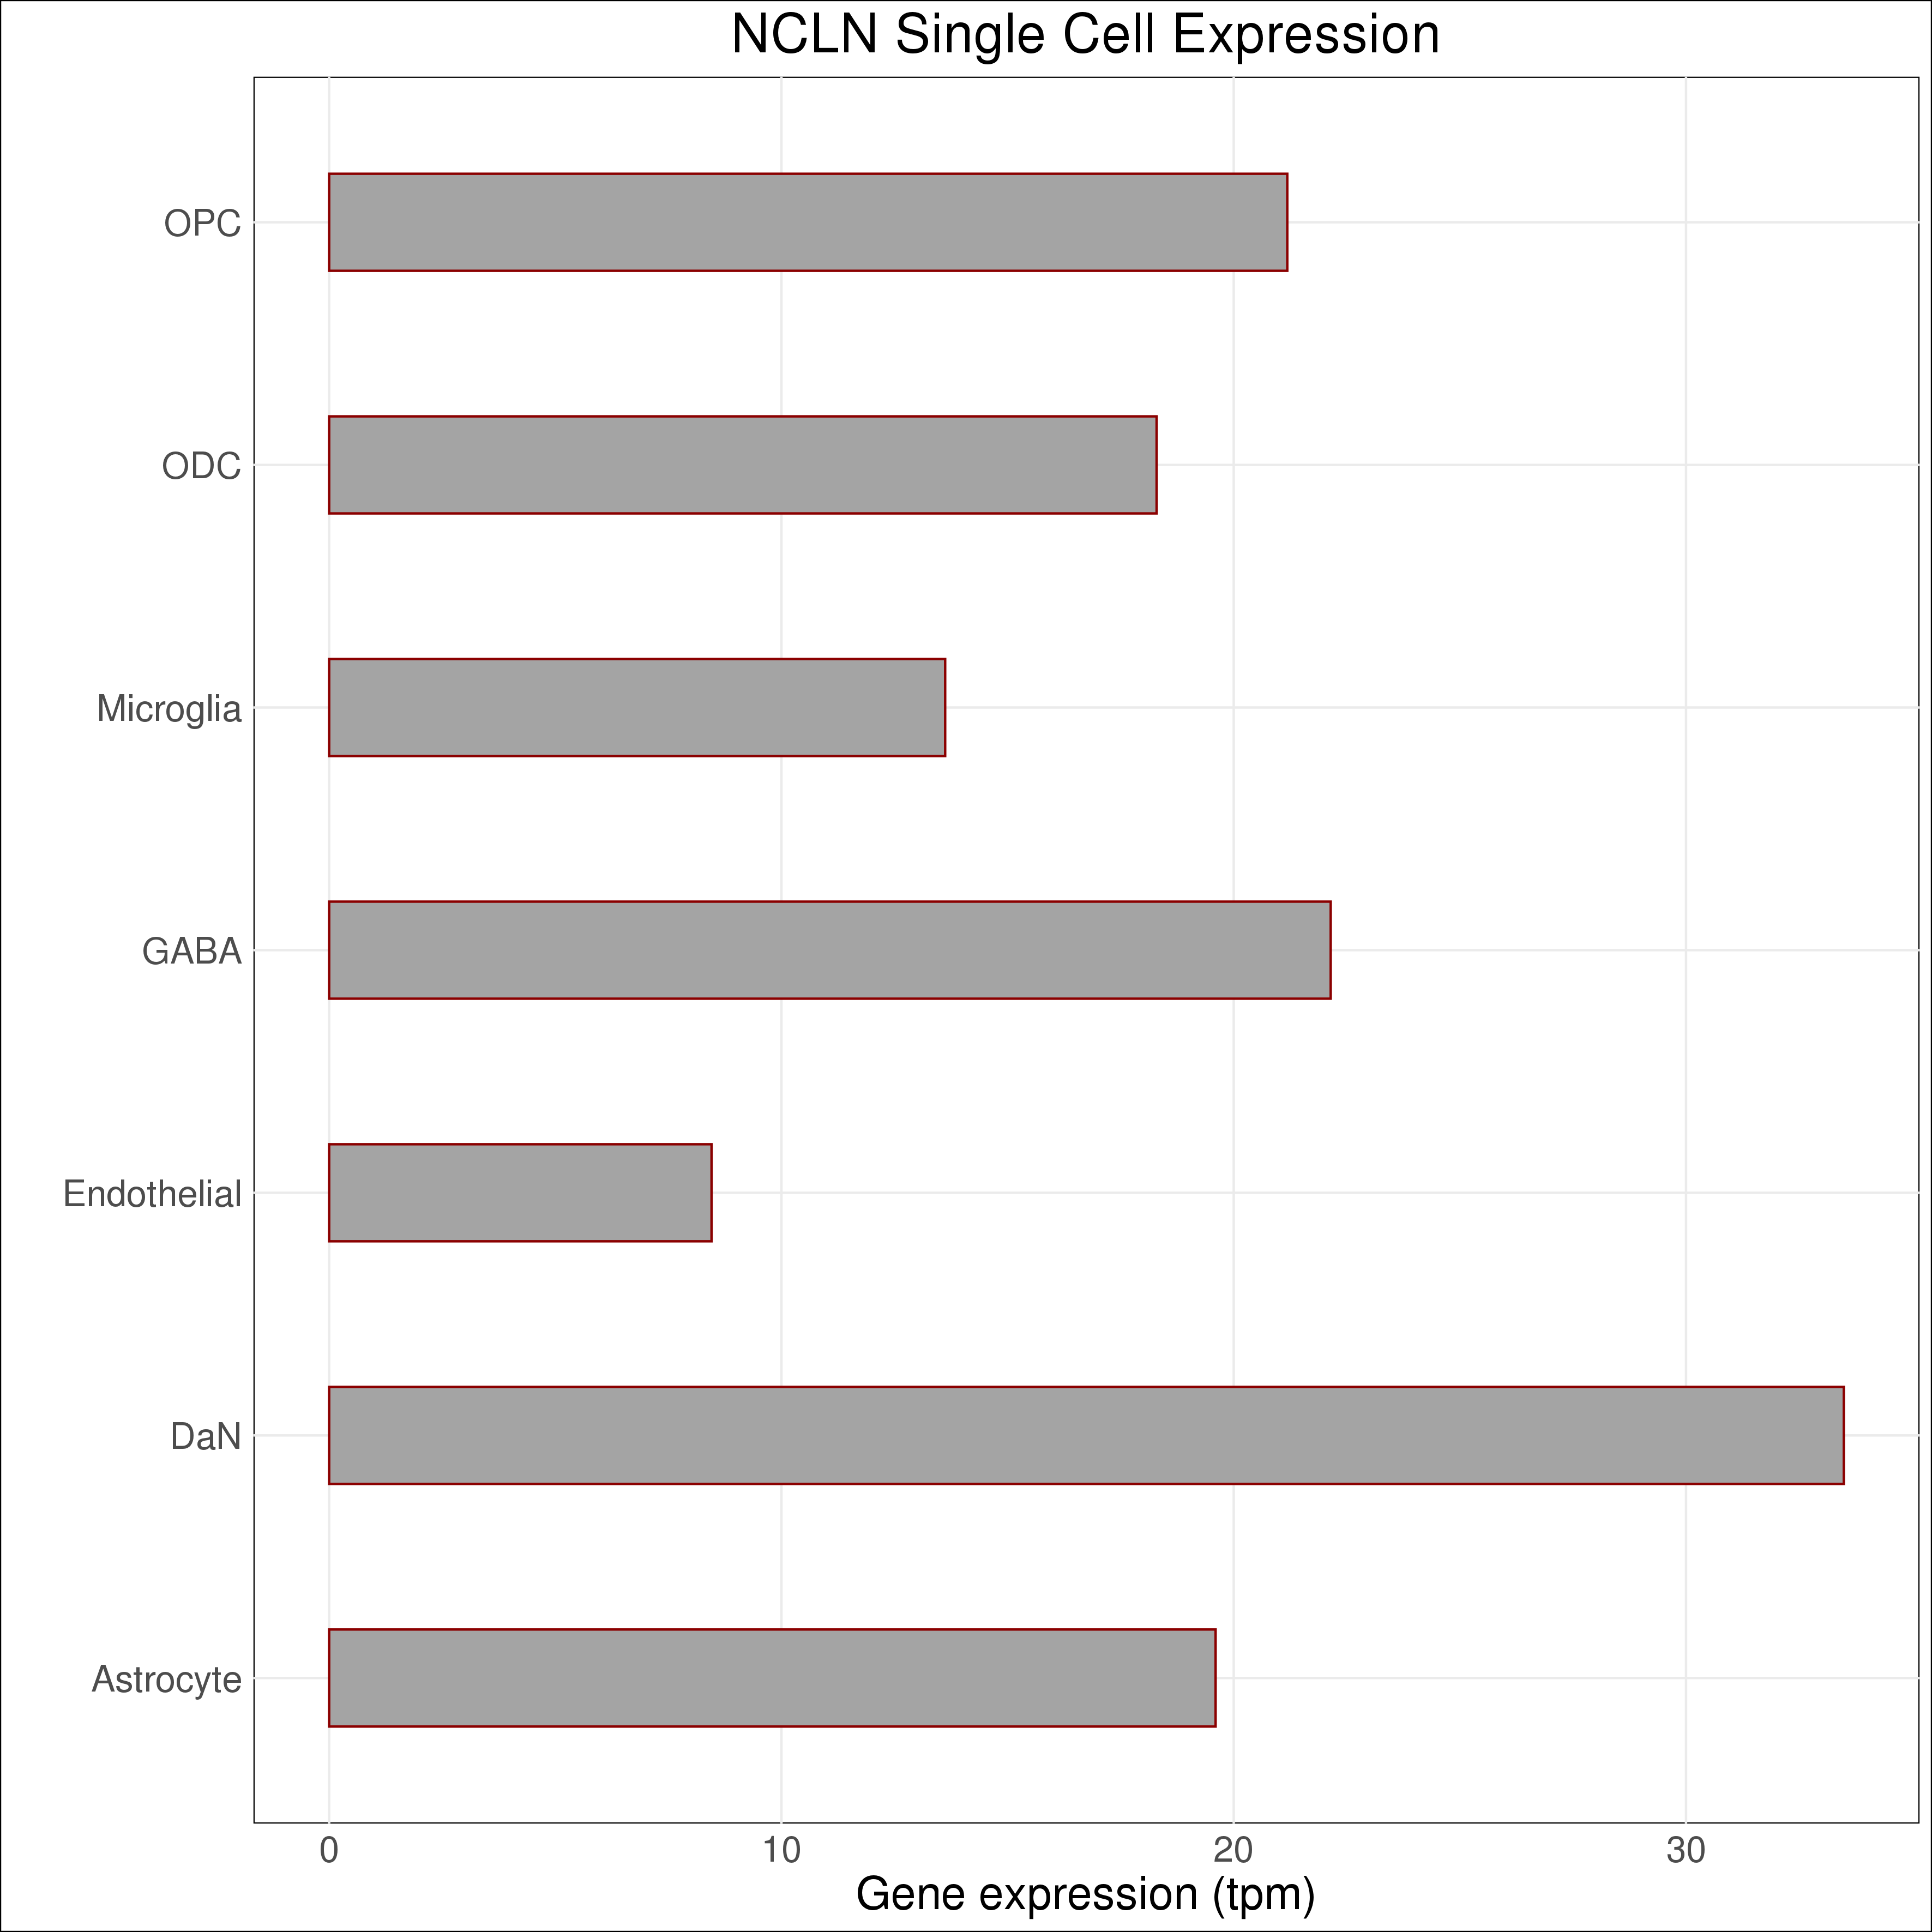 NCLN Single Cell Expression
OPC
ODC
Microglia
GABA
Endothelial
DaN
Astrocyte
0 10 20 30
Gene expression (tpm)